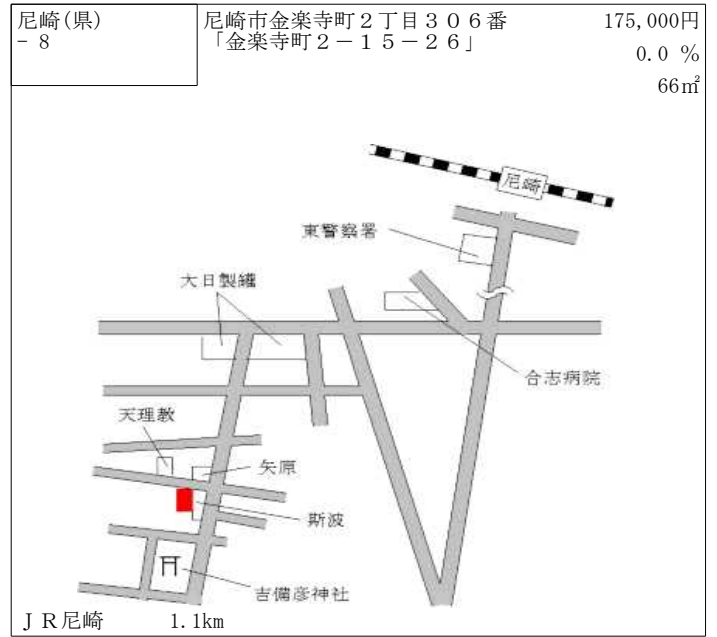 尼崎(県)
- 8
尼崎市金楽寺町２丁目３０６番
「金楽寺町２－１５－２６」
175,000円
0.0 %
66㎡
尼崎
東警察署
大日製罐
合志病院
天理教
矢原
斯波
吉備彦神社
ＪＲ尼崎 1.1km